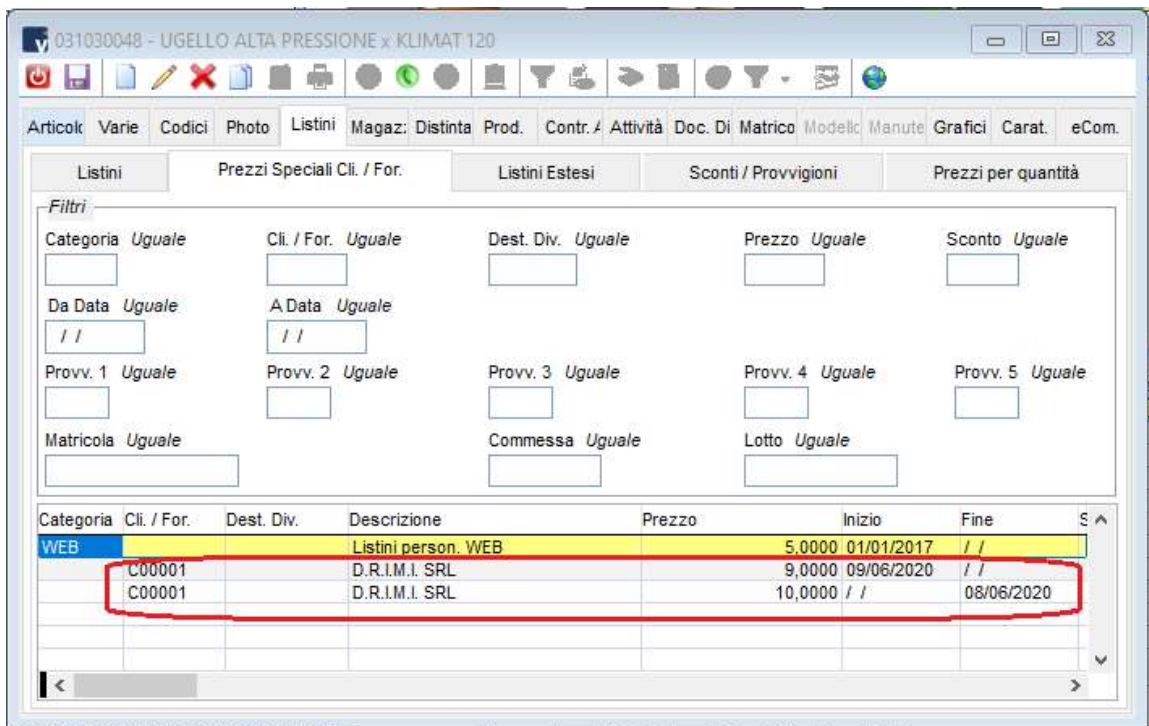 031030048 - UGELLO ALTA PRESSIONE x KLIMAT 120
Articolo Varie Codici Photo Listini Magaz: Distinta Prod. Contr. A Attività Doc. Di Matrico Modello Manute Grafici Carat. eCom.
Listini Prezzi Speciali Cli. / For. Listini Estesi Sconti / Provvigioni Prezzi per quantità
Filtri
Categoria Uguale Cli. / For. Uguale Dest. Div. Uguale Prezzo Uguale Sconto Uguale
Da Data Uguale A Data Uguale
/ / / /
Provv. 1 Uguale Provv. 2 Uguale Provv. 3 Uguale Provv. 4 Uguale Provv. 5 Uguale
Matricola Uguale Commessa Uguale Lotto Uguale
Categoria Cli. / For. Dest. Div. Descrizione Prezzo Inizio Fine S
WEB Listini person. WEB 5,0000 01/01/2017 / /
C00001 D.R.I.M.I. SRL 9,0000 09/06/2020 / /
C00001 D.R.I.M.I. SRL 10,0000 / / 08/06/2020